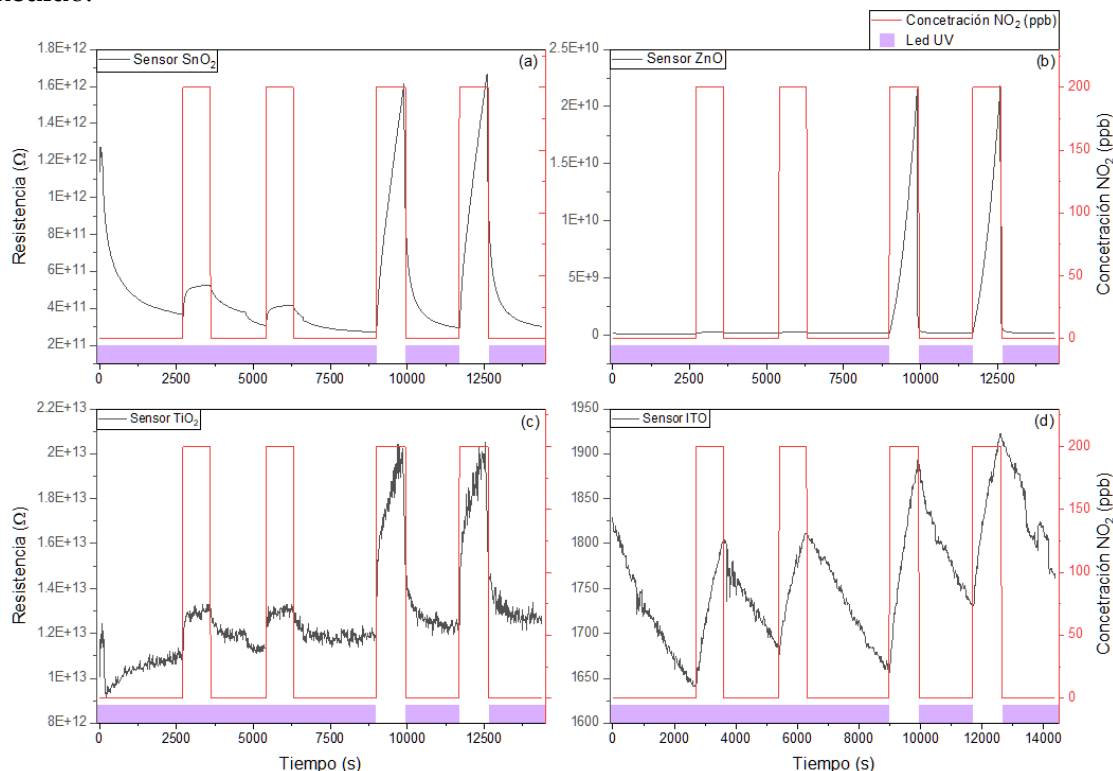 Concetración NO₂ (ppb)
Led UV
Sensor SnO₂
(a)
1.8E+12
1.6E+12
1.4E+12
1.2E+12
1E+12
8E+11
6E+11
4E+11
2E+11
Resistencia (Ω)
0 2500 5000 7500 10000 12500
Sensor ZnO
(b)
2.5E+10
2E+10
1.5E+10
1E+10
5E+9
0
200
150
100
50
0
Concetración NO₂ (ppb)
0 2500 5000 7500 10000 12500
Sensor TiO₂
(c)
2.2E+13
2E+13
1.8E+13
1.6E+13
1.4E+13
1.2E+13
1E+13
8E+12
Resistencia (Ω)
0 2500 5000 7500 10000 12500
Tiempo (s)
Sensor ITO
(d)
1950
1900
1850
1800
1750
1700
1650
1600
200
150
100
50
0
Concetración NO₂ (ppb)
0 2000 4000 6000 8000 10000 12000 14000
Tiempo (s)